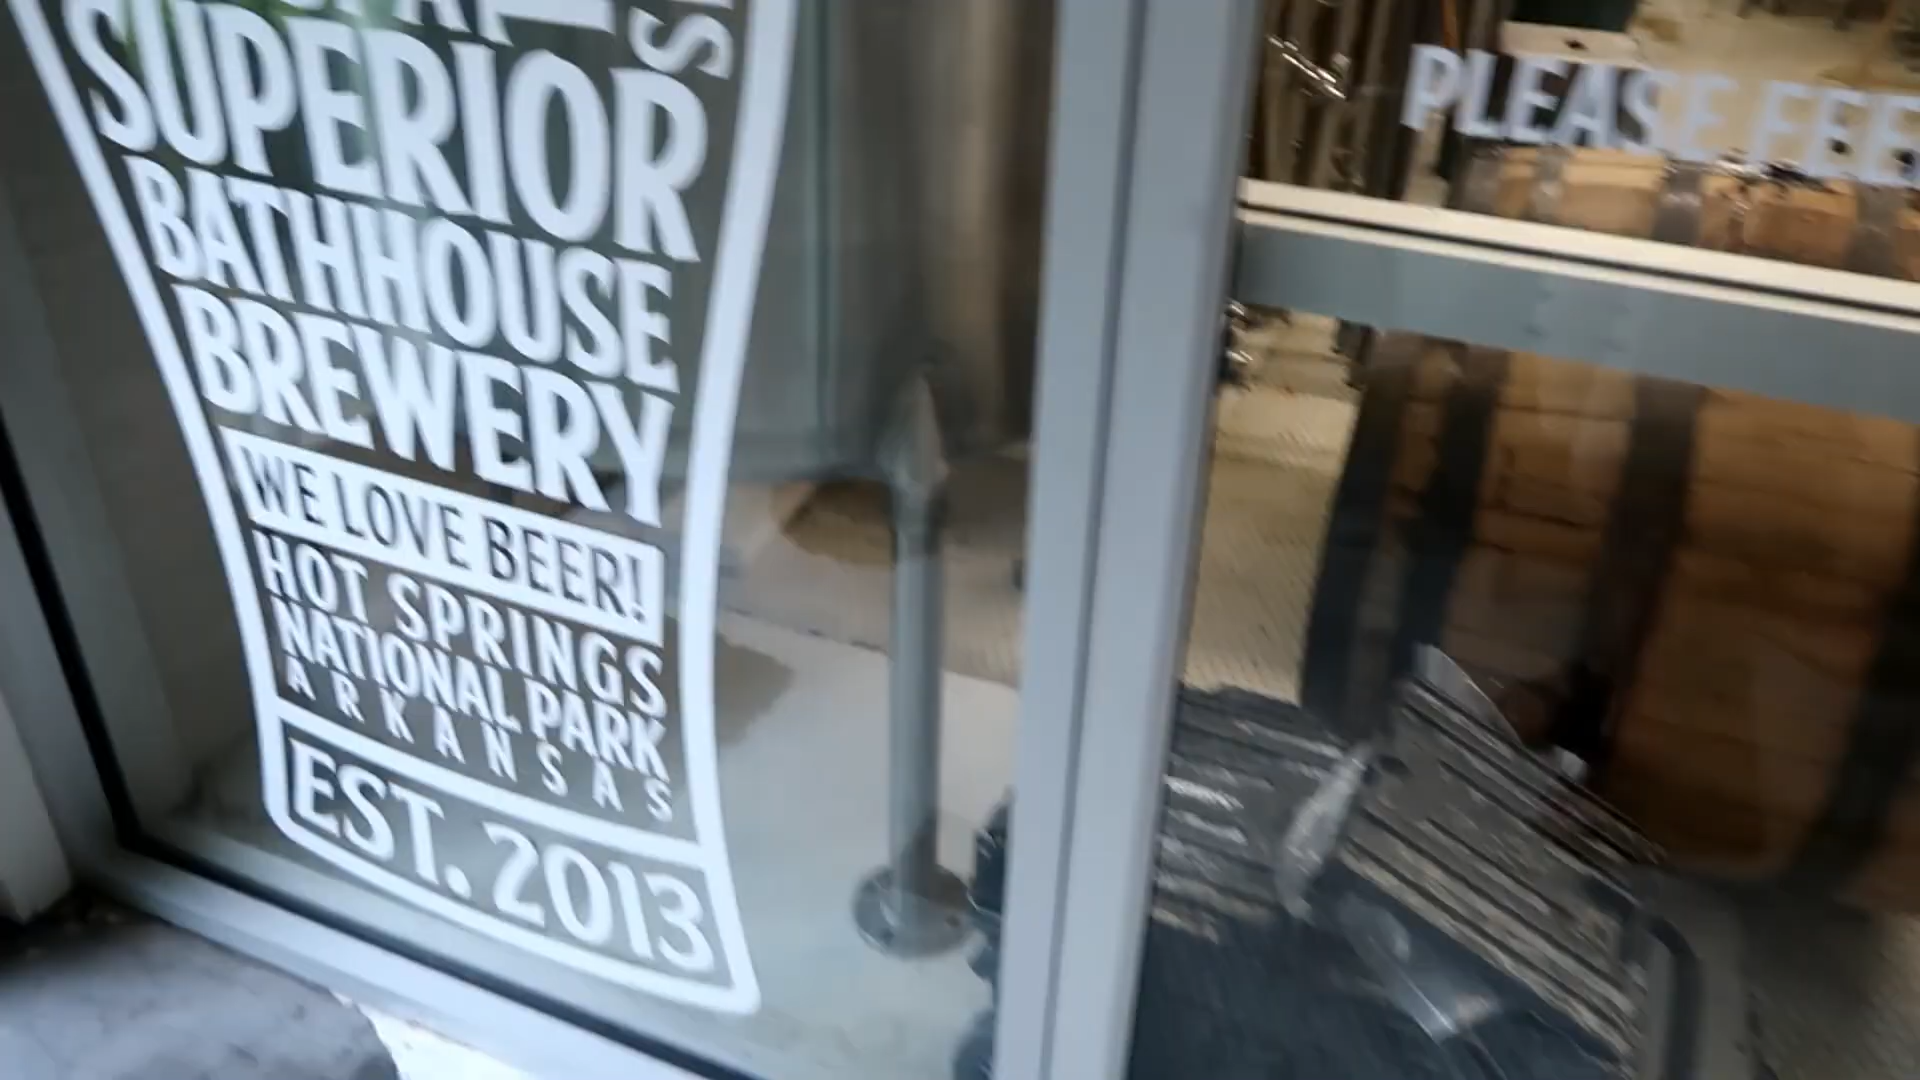 SUPERIOR
BATHHOUSE
BREWERY
WE LOVE BEER!
HOT SPRINGS
NATIONAL PARK
ARKANSAS
EST. 2013
PLEASE